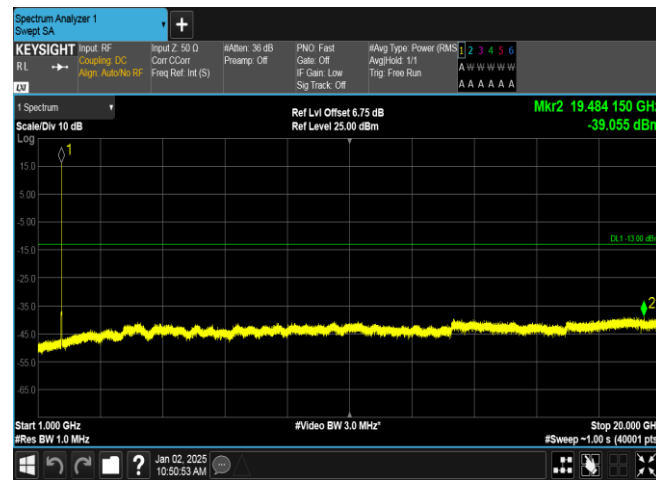 Spectrum Analyzer 1
Swept SA
+
KEYSIGHT
R L
LXI
Input: RF
Coupling: DC
Align: Auto/No RF
Input Z: 50 Ω
Corr CCorr
Freq Ref: Int (S)
#Atten: 36 dB
Preamp: Off
PNO: Fast
Gate: Off
IF Gain: Low
Sig Track: Off
#Avg Type: Power (RMS
Avg|Hold: 1/1
Trig: Free Run
1 2 3 4 5 6
A W W W W W
A A A A A A
1 Spectrum
Scale/Div 10 dB
Ref Lvl Offset 6.75 dB
Ref Level 25.00 dBm
Mkr2 19.484 150 GHz
-39.055 dBm
Log
1
15.0
5.00
-5.00
-15.0
DL1 -13.00 dBm
-25.0
-35.0
2
-45.0
-55.0
-65.0
Start 1.000 GHz
#Res BW 1.0 MHz
#Video BW 3.0 MHz*
Stop 20.000 GHz
#Sweep ~1.00 s (40001 pts
?
Jan 02, 2025
10:50:53 AM